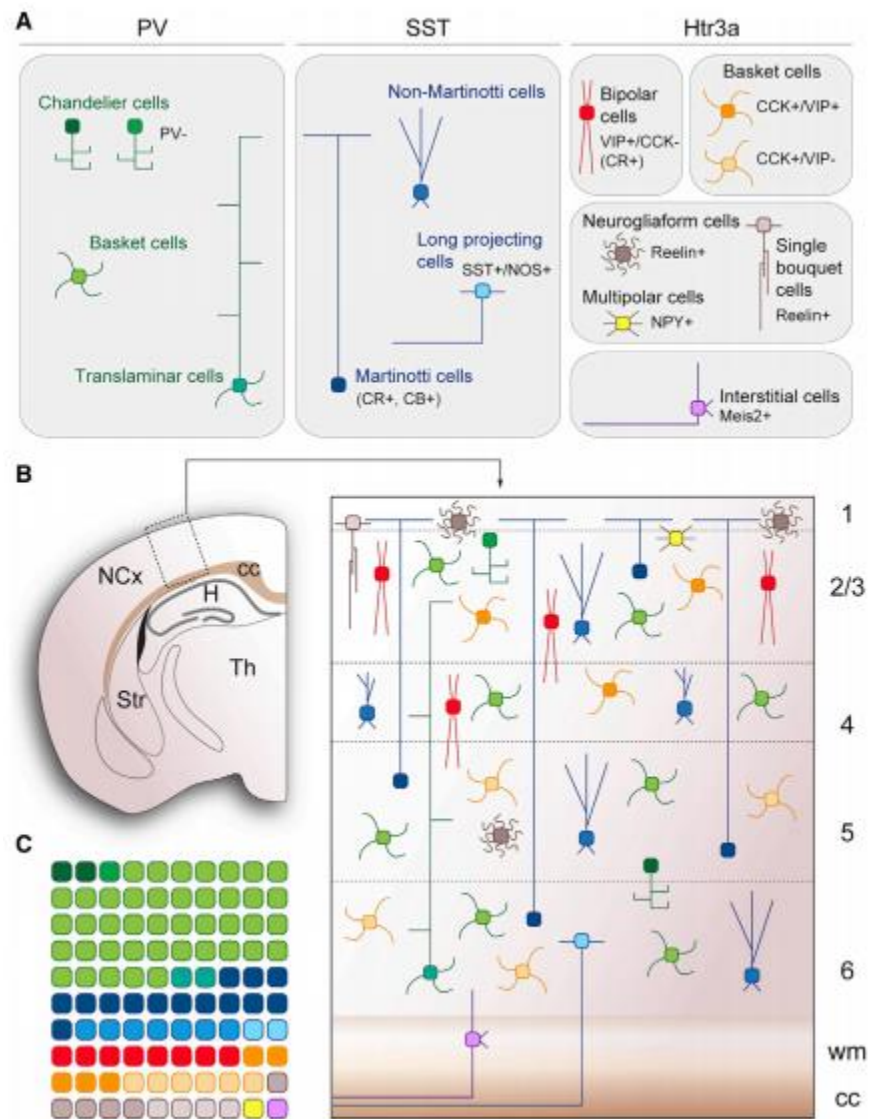 A
PV
SST
Htr3a
Chandelier cells
PV-
Basket cells
Translaminar cells
Non-Martinotti cells
Long projecting
cells
SST+/NOS+
Martinotti cells
(CR+, CB+)
Bipolar
cells
VIP+/CCK-
(CR+)
Basket cells
CCK+/VIP+
CCK+/VIP-
Neurogliaform cells
Reelin+
Multipolar cells
NPY+
Single
bouquet
cells
Reelin+
Interstitial cells
Meis2+
B
NCx
cc
H
Th
Str
1
2/3
4
5
6
wm
cc
C